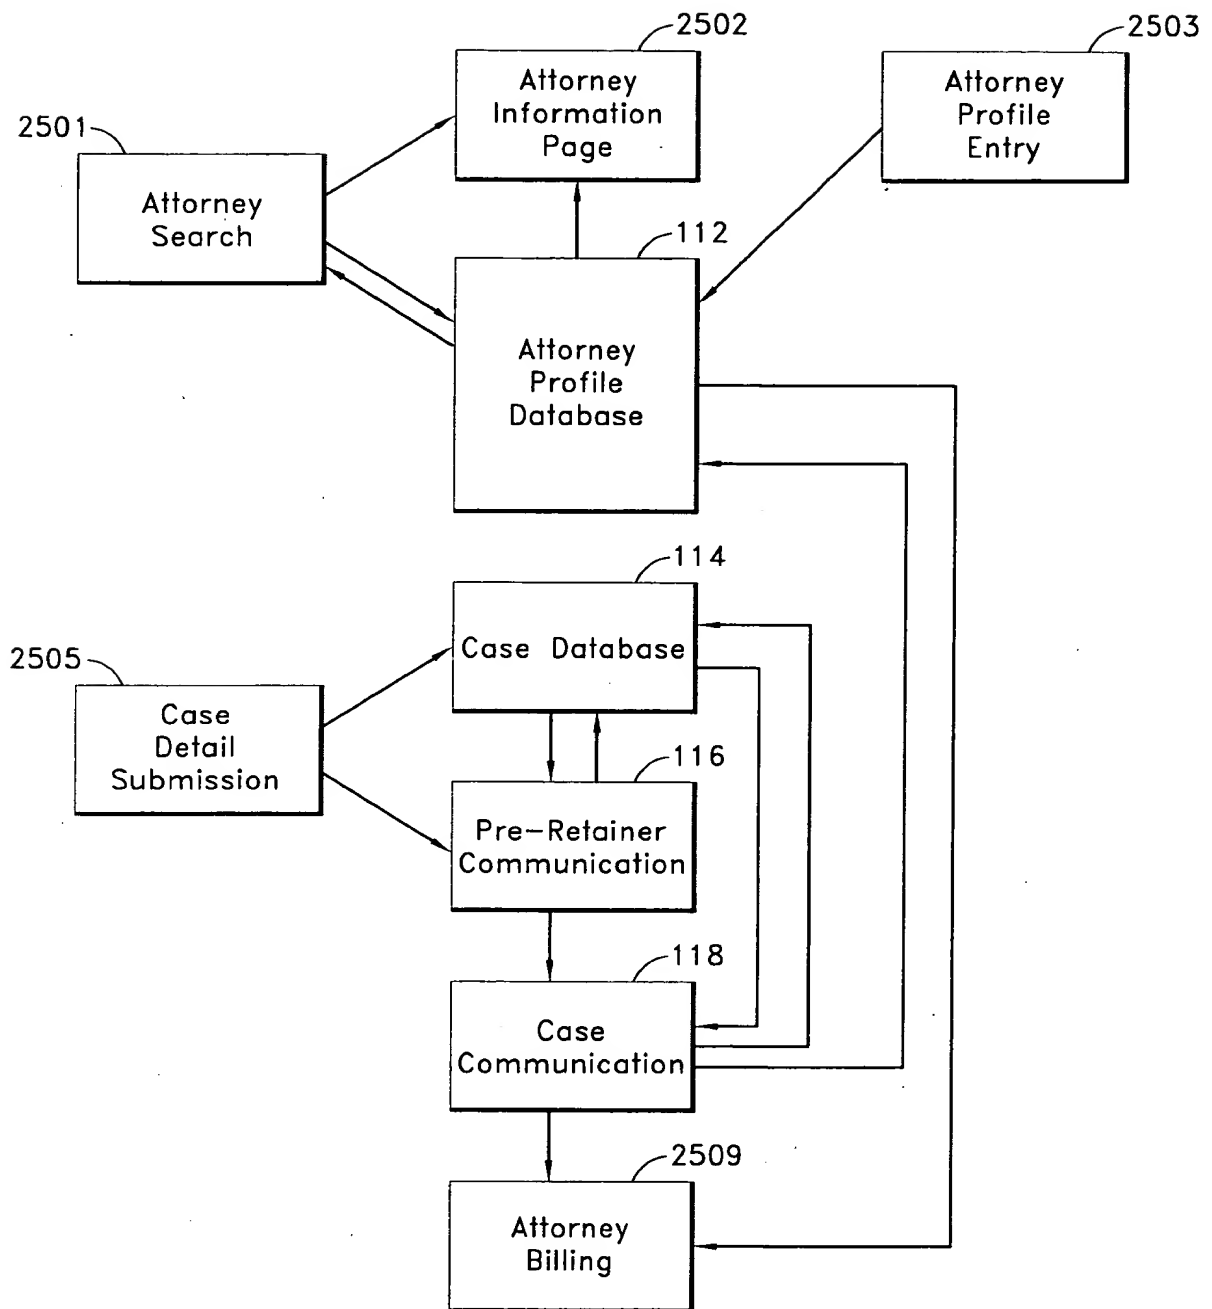 2502
Attorney
Information
Page
2503
Attorney
Profile
Entry
2501
Attorney
Search
112
Attorney
Profile
Database
114
Case Database
2505
Case
Detail
Submission
116
Pre-Retainer
Communication
118
Case
Communication
2509
Attorney
Billing